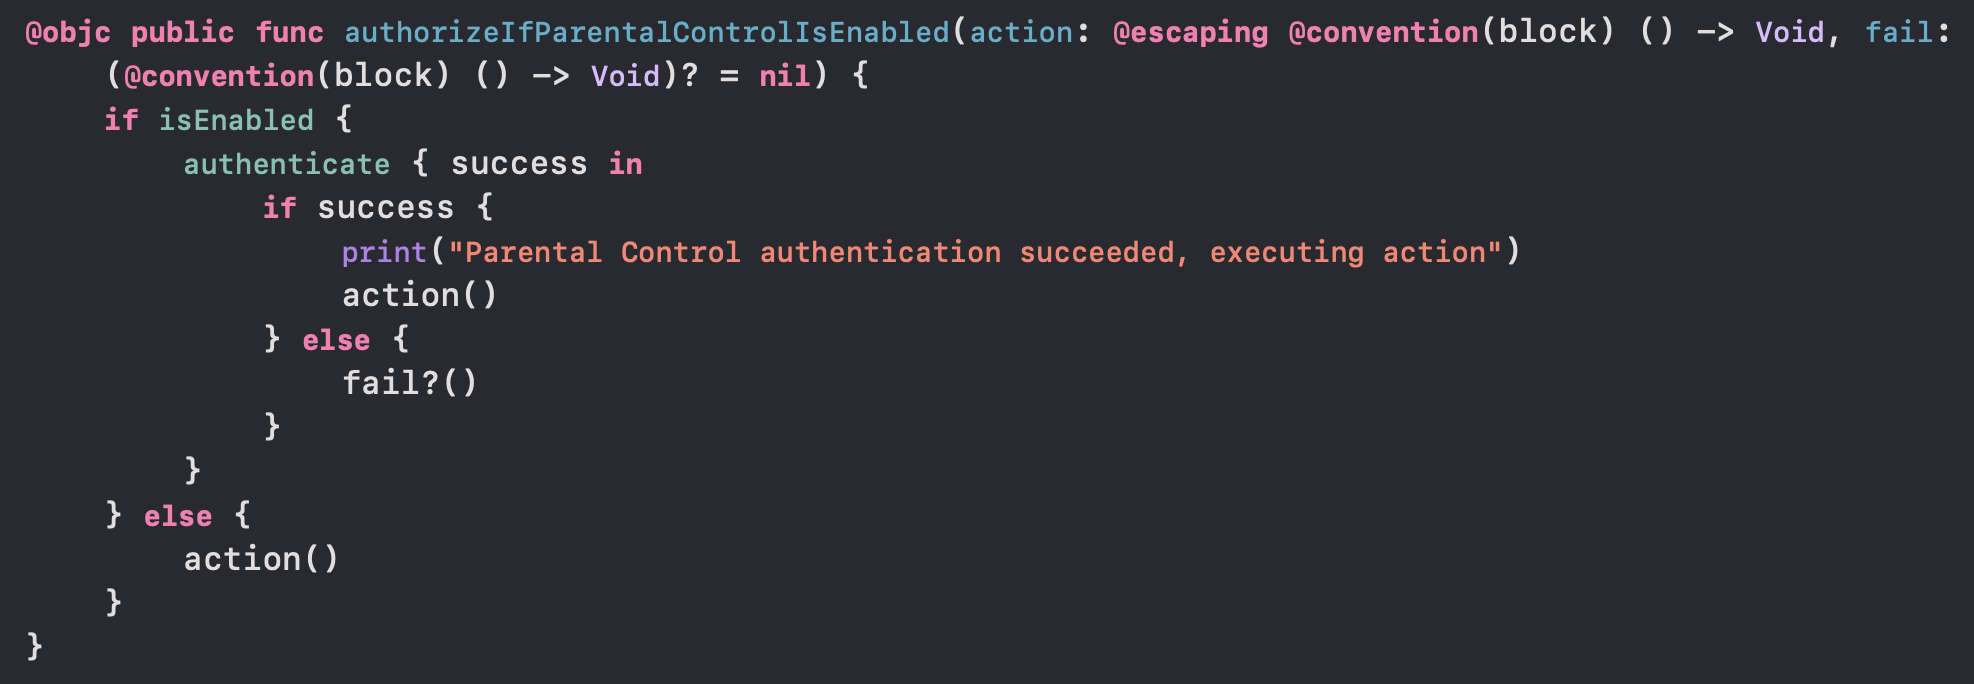 @objc public func authorizeIfParentalControlIsEnabled(action: @escaping @convention(block) () -> Void, fail:
(@convention(block) () -> Void)? = nil) {
if isEnabled {
authenticate { success in
if success {
print("Parental Control authentication succeeded, executing action")
action()
} else {
fail?()
}
}
} else {
action()
}
}